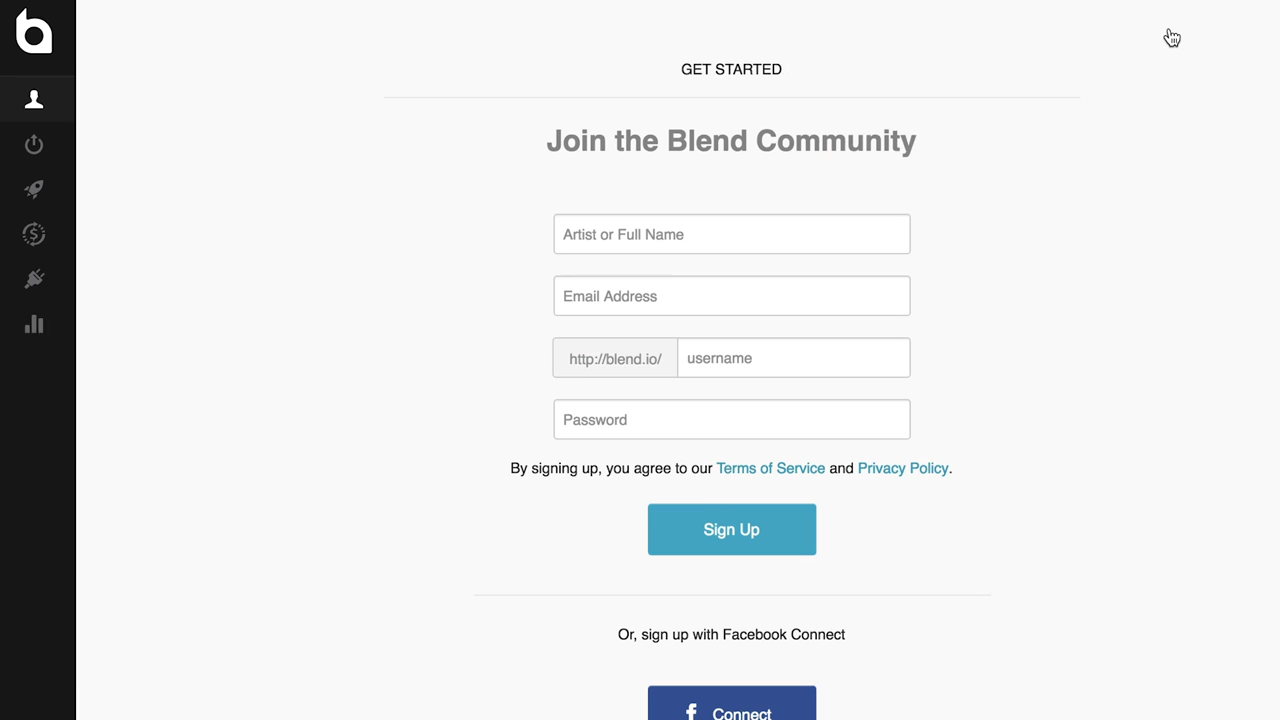 GET STARTED
Join the Blend Community
Artist or Full Name
Email Address
http://blend.io/ username
Password
By signing up, you agree to our Terms of Service and Privacy Policy.
Sign Up
Or, sign up with Facebook Connect
f Connect